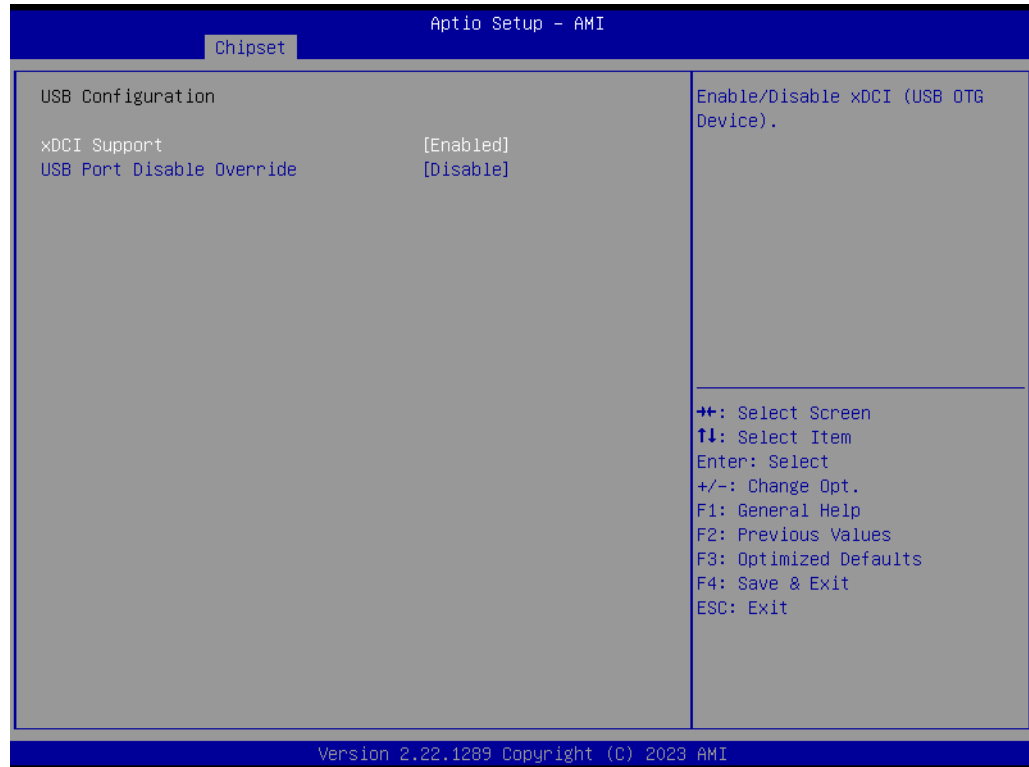 Aptio Setup – AMI
Chipset
USB Configuration
xDCI Support [Enabled]
USB Port Disable Override [Disable]
Enable/Disable xDCI (USB OTG
Device).
→←: Select Screen
↑↓: Select Item
Enter: Select
+/-: Change Opt.
F1: General Help
F2: Previous Values
F3: Optimized Defaults
F4: Save & Exit
ESC: Exit
Version 2.22.1289 Copyright (C) 2023 AMI